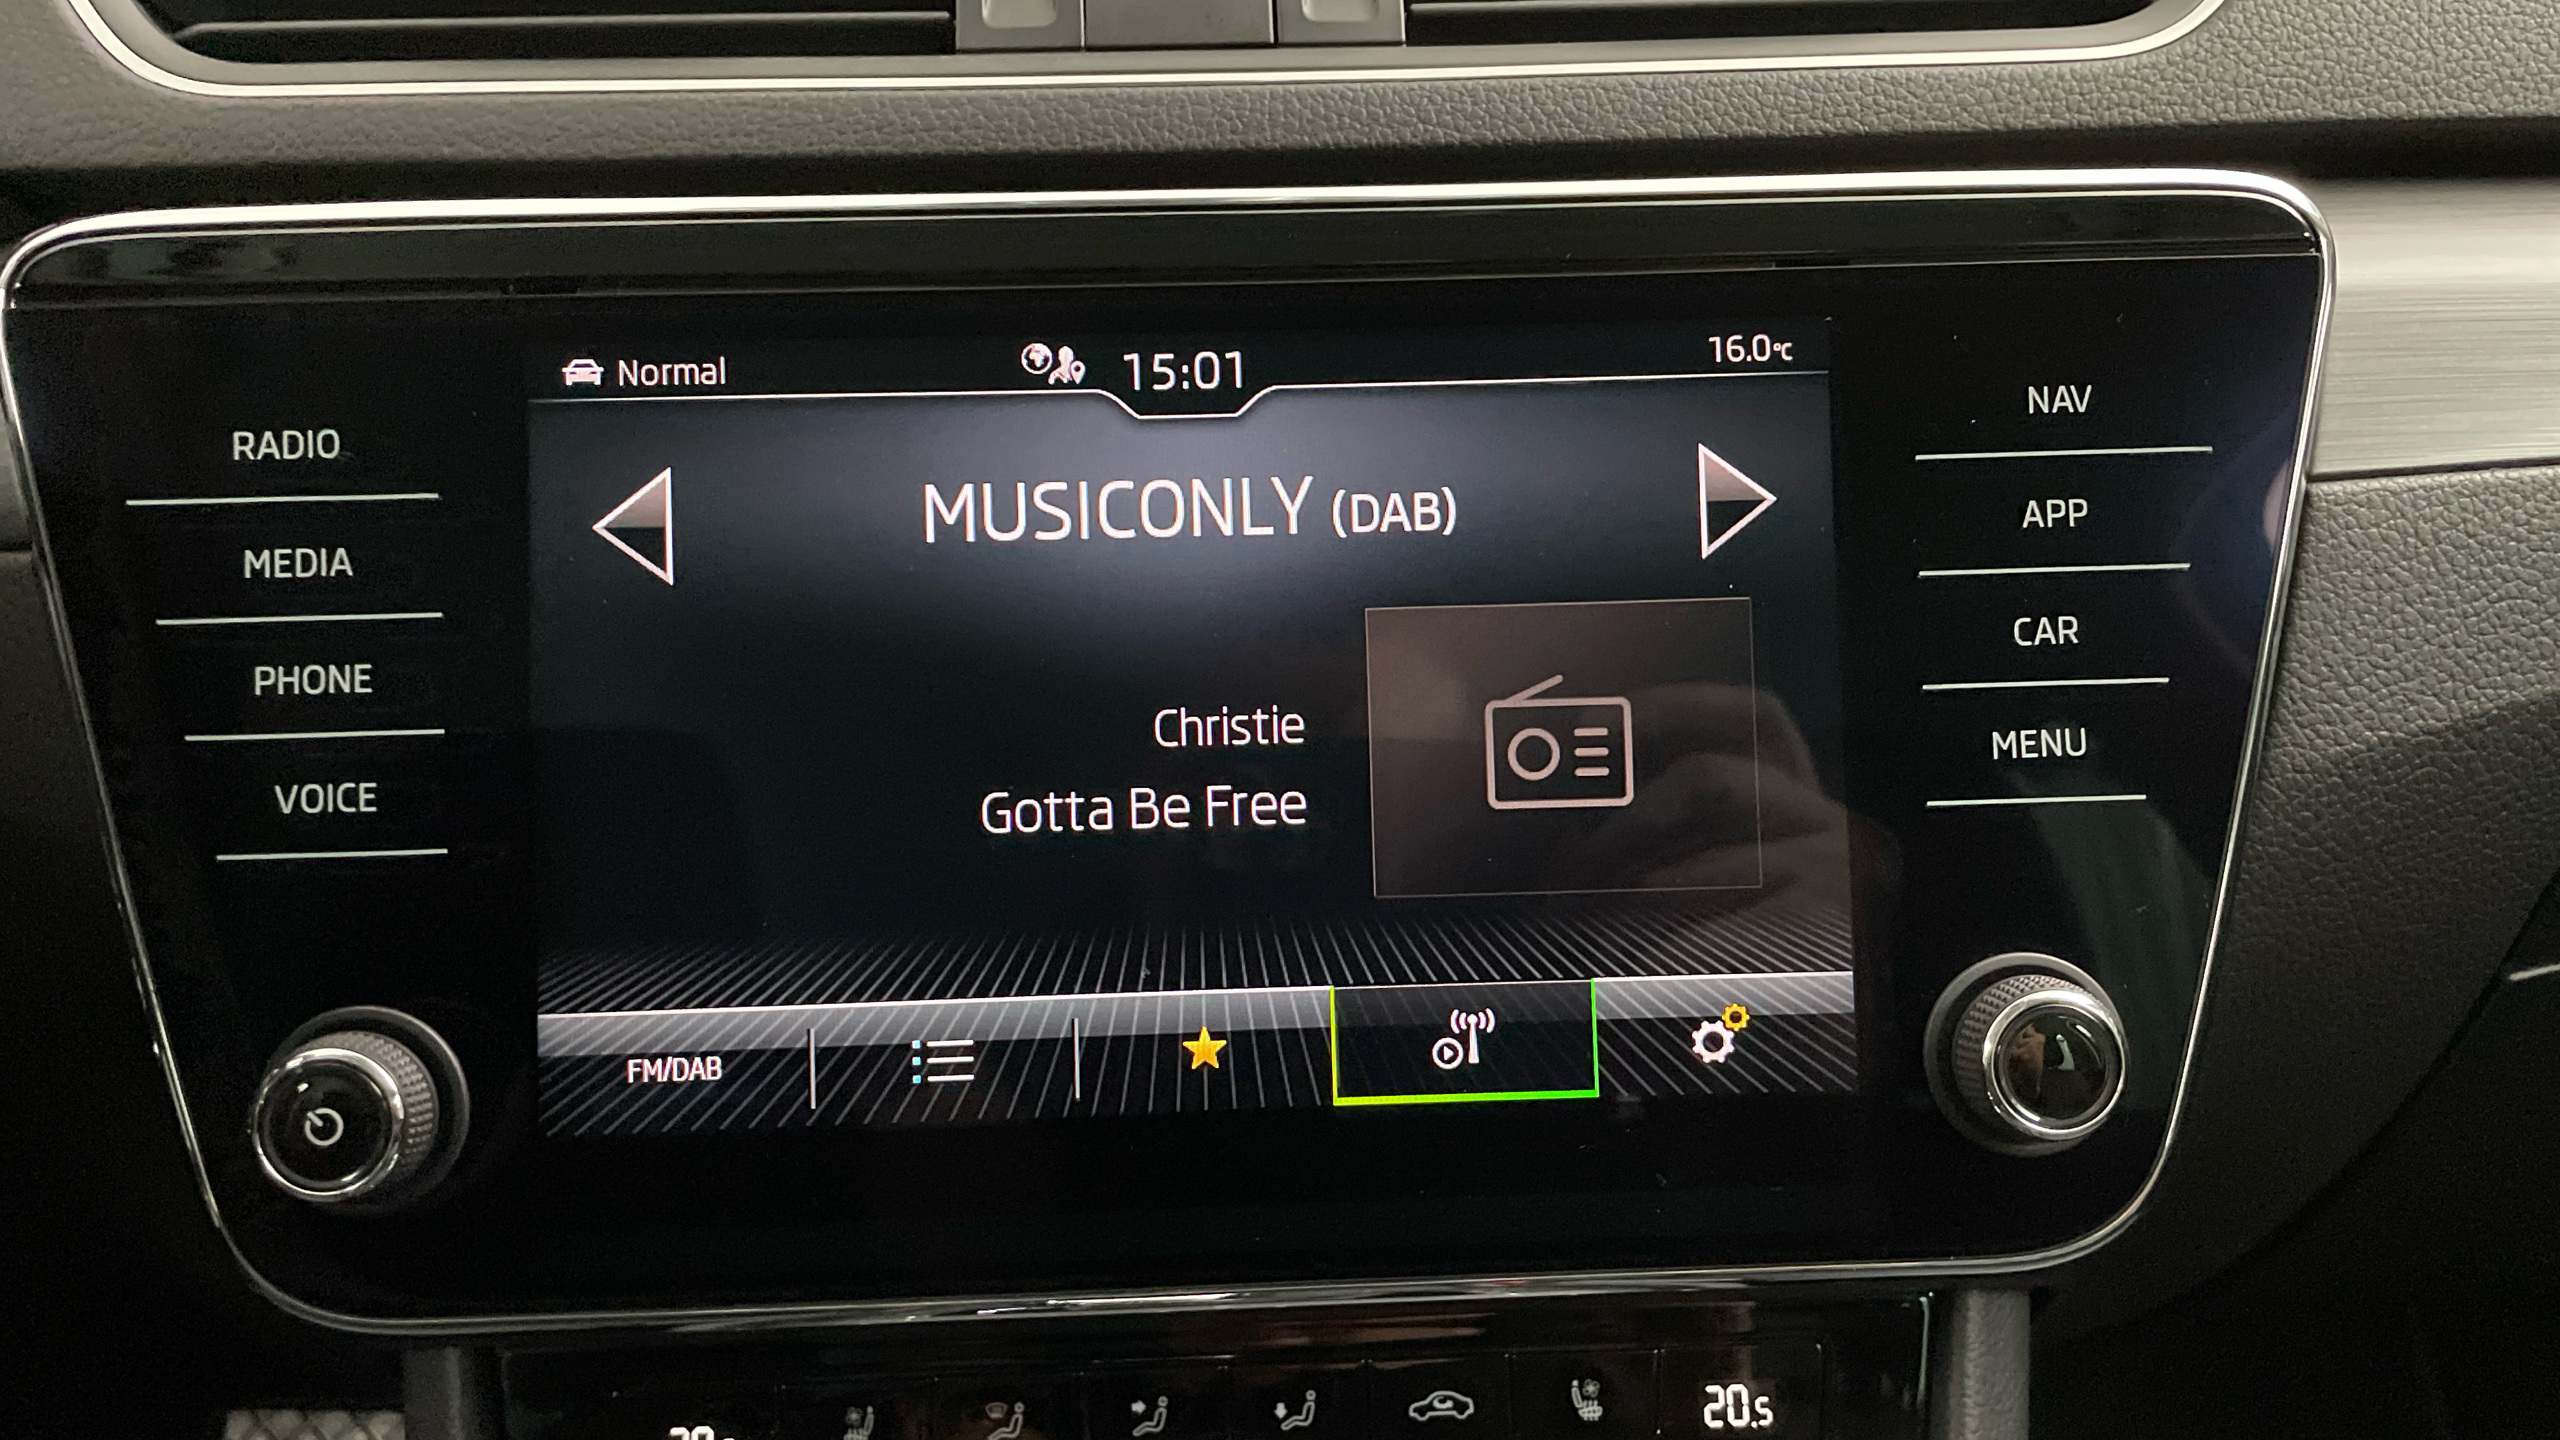 Normal
15:01
16.0°C
RADIO
MEDIA
PHONE
VOICE
MUSICONLY (DAB)
Christie
Gotta Be Free
FM/DAB
NAV
APP
CAR
MENU
20.5